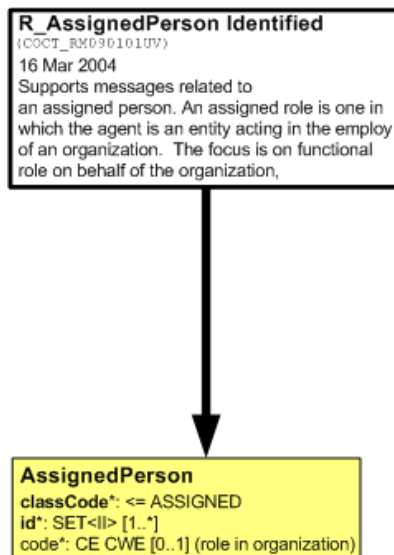 R_AssignedPerson Identified
(COCT_RM090101UV)
16 Mar 2004
Supports messages related to
an assigned person. An assigned role is one in
which the agent is an entity acting in the employ
of an organization.  The focus is on functional
role on behalf of the organization,
AssignedPerson
classCode*: <= ASSIGNED
id*: SET<II> [1..*]
code*: CE CWE [0..1] (role in organization)